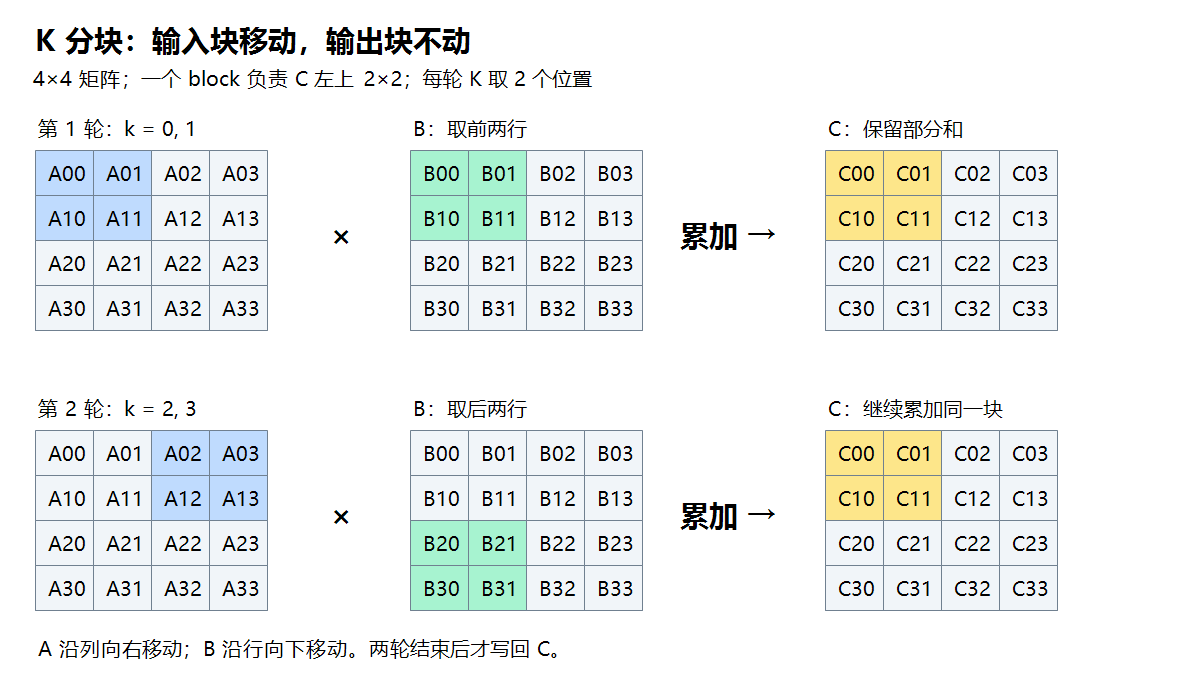 K 分块：输入块移动，输出块不动
4×4 矩阵；一个 block 负责 C 左上 2×2；每轮 K 取 2 个位置
第 1 轮：k = 0, 1
B：取前两行
C：保留部分和
A00 A01 A02 A03
A10 A11 A12 A13
A20 A21 A22 A23
A30 A31 A32 A33
×
B00 B01 B02 B03
B10 B11 B12 B13
B20 B21 B22 B23
B30 B31 B32 B33
累加 →
C00 C01 C02 C03
C10 C11 C12 C13
C20 C21 C22 C23
C30 C31 C32 C33
第 2 轮：k = 2, 3
B：取后两行
C：继续累加同一块
A00 A01 A02 A03
A10 A11 A12 A13
A20 A21 A22 A23
A30 A31 A32 A33
×
B00 B01 B02 B03
B10 B11 B12 B13
B20 B21 B22 B23
B30 B31 B32 B33
累加 →
C00 C01 C02 C03
C10 C11 C12 C13
C20 C21 C22 C23
C30 C31 C32 C33
A 沿列向右移动；B 沿行向下移动。两轮结束后才写回 C。